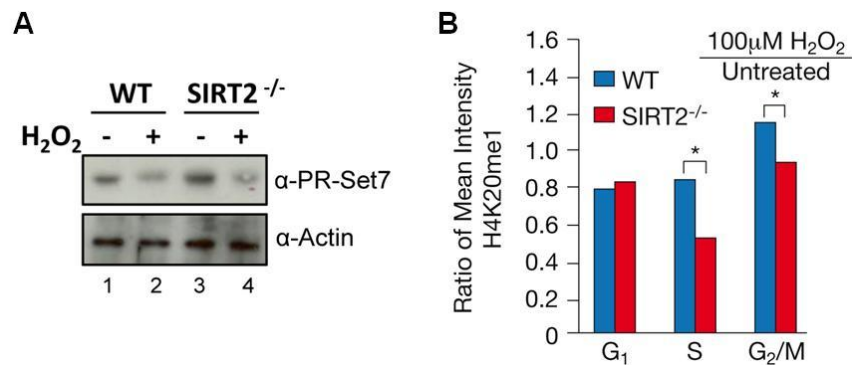 A
WT SIRT2 -/-
H2O2 - + - +
α-PR-Set7
α-Actin
1 2 3 4
B
Ratio of Mean Intensity
H4K20me1
1.6
1.4
1.2
1.0
0.8
0.6
0.4
0.2
0
WT
SIRT2-/-
100μM H2O2
Untreated
*
*
G1 S G2/M